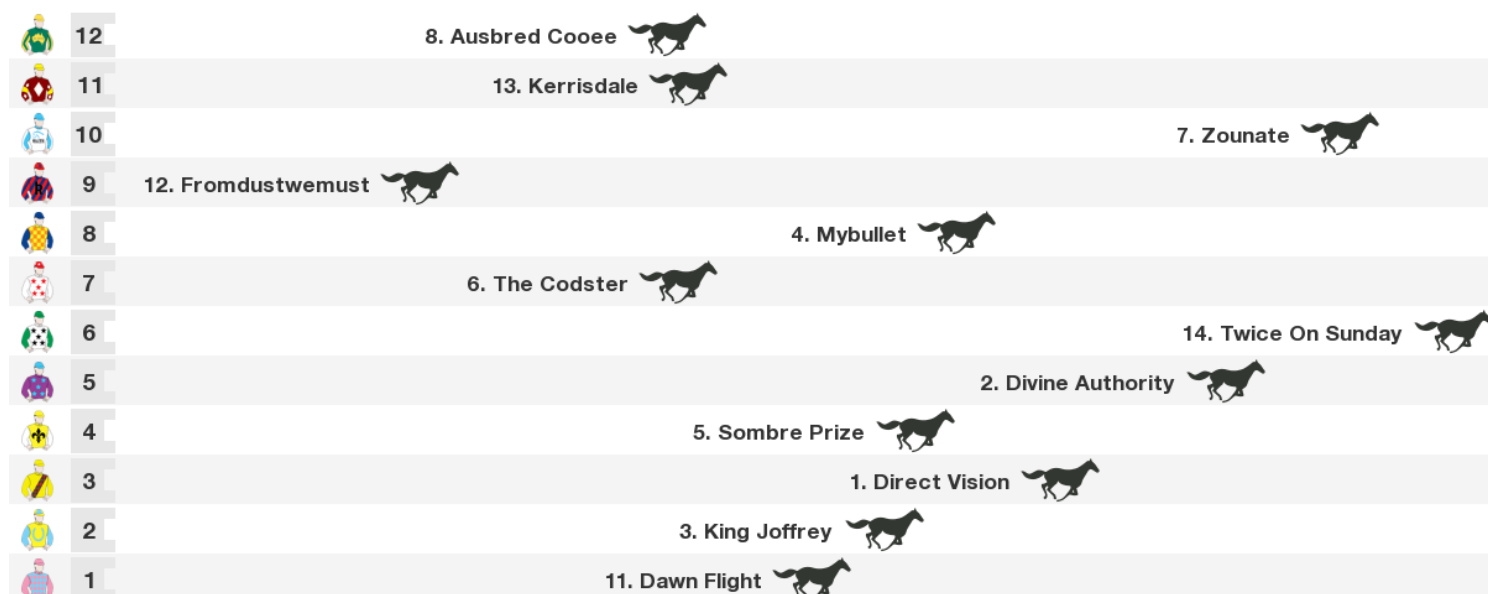 12 8. Ausbred Cooee
11 13. Kerrisdale
10 7. Zounate
9 12. Fromdustwemust
8 4. Mybullet
7 6. The Codster
6 14. Twice On Sunday
5 2. Divine Authority
4 5. Sombre Prize
3 1. Direct Vision
2 3. King Joffrey
1 11. Dawn Flight